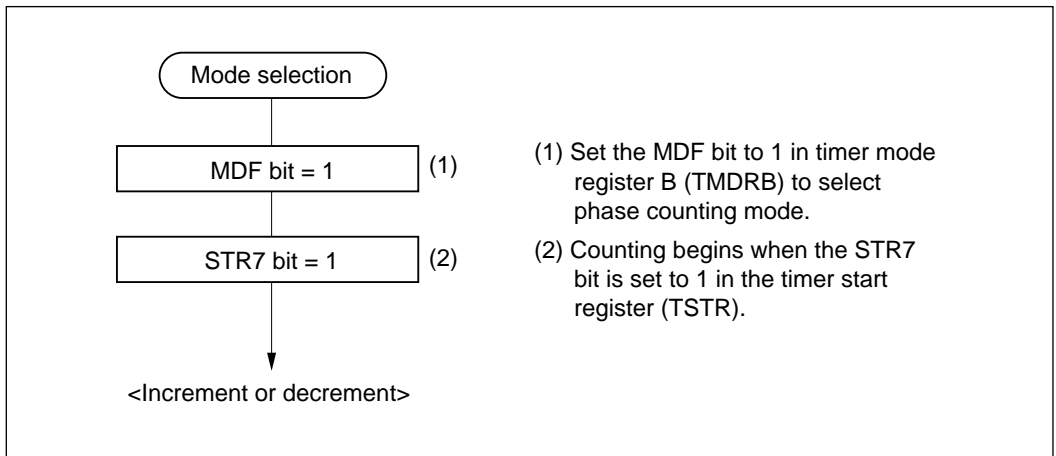 Mode selection
MDF bit = 1
(1)
STR7 bit = 1
(2)
<Increment or decrement>
(1) Set the MDF bit to 1 in timer mode
register B (TMDRB) to select
phase counting mode.
(2) Counting begins when the STR7
bit is set to 1 in the timer start
register (TSTR).